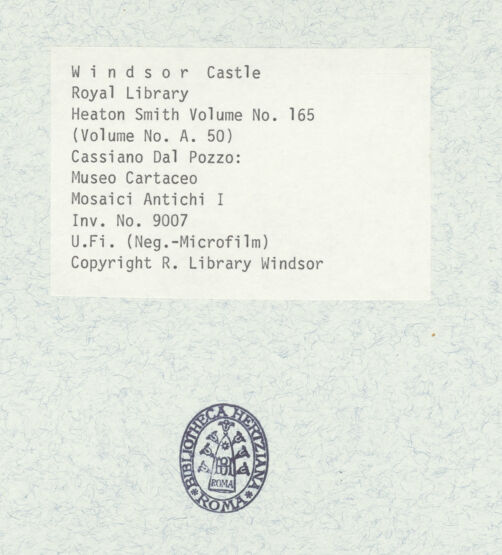 W i n d s o r Castle
Royal Library
Heaton Smith Volume No. 165
(Volume No. A. 50)
Cassiano Dal Pozzo:
Museo Cartaceo
Mosaici Antichi I
Inv. No. 9007
U.Fi. (Neg.-Microfilm)
Copyright R. Library Windsor
BIBLIOTHECA HERTZIANA
ROMA
ROMA